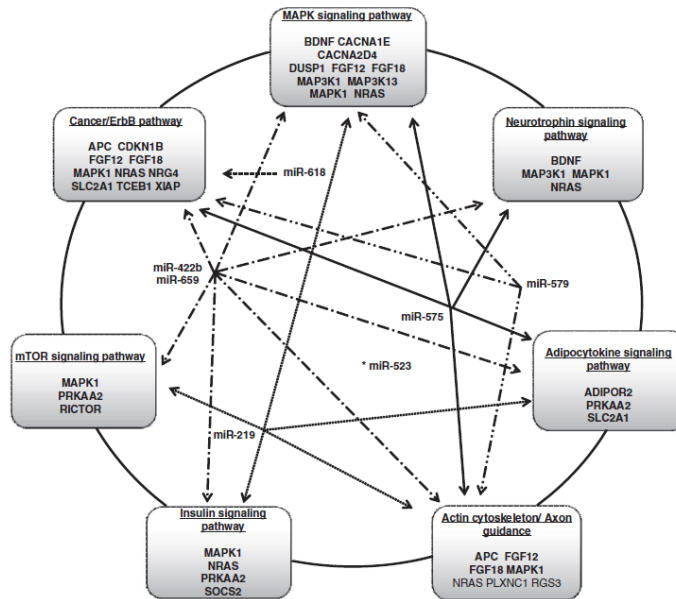 MAPK signaling pathway
BDNF CACNA1E
CACNA2D4
DUSP1 FGF12 FGF18
MAP3K1 MAP3K13
MAPK1 NRAS
Cancer/ErbB pathway
APC CDKN1B
FGF12 FGF18
MAPK1 NRAS NRG4
SLC2A1 TCEB1 XIAP
Neurotrophin signaling
pathway
BDNF
MAP3K1 MAPK1
NRAS
miR-618
miR-422b
miR-659
miR-579
miR-575
mTOR signaling pathway
MAPK1
PRKAA2
RICTOR
* miR-523
Adipocytokine signaling
pathway
ADIPOR2
PRKAA2
SLC2A1
miR-219
Insulin signaling
pathway
MAPK1
NRAS
PRKAA2
SOCS2
Actin cytoskeleton/ Axon
guidance
APC FGF12
FGF18 MAPK1
NRAS PLXNC1 RGS3